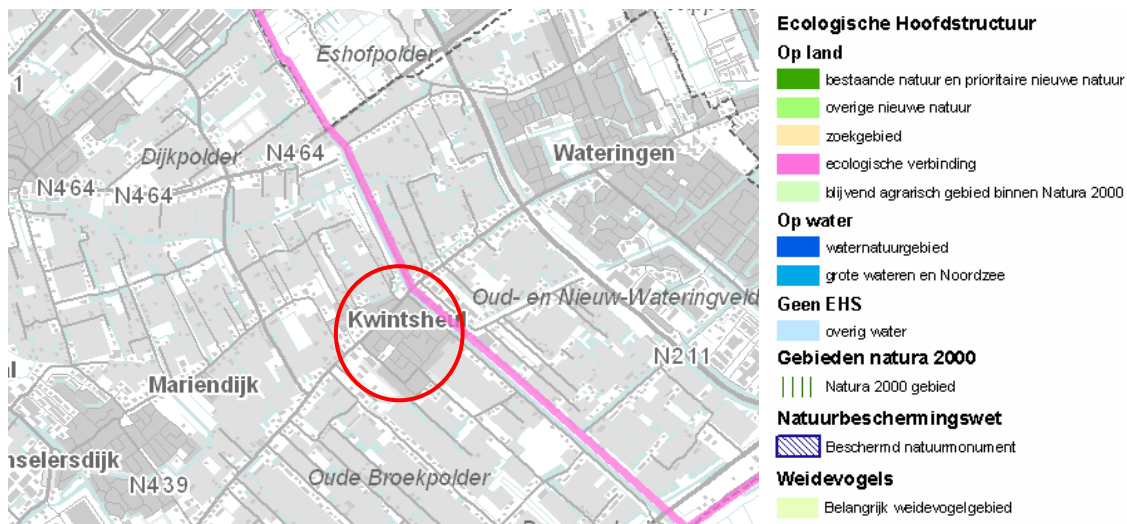 Eshofpolder
1
Dijkpolder
N464
Wateringen
N464
N464
Oud- en Nieuw-Wateringveld
Kwintsheul
N211
Mariendijk
nselersdijk
Oude Broekpolder
N439
Ecologische Hoofdstructuur
Op land
bestaande natuur en prioritaire nieuwe natuur
overige nieuwe natuur
zoekgebied
ecologische verbinding
blijvend agrarisch gebied binnen Natura 2000
Op water
waternatuurgebied
grote wateren en Noordzee
Geen EHS
overig water
Gebieden natura 2000
Natura 2000 gebied
Natuurbeschermingswet
Beschermd natuurmonument
Weidevogels
Belangrijk weidevogelgebied